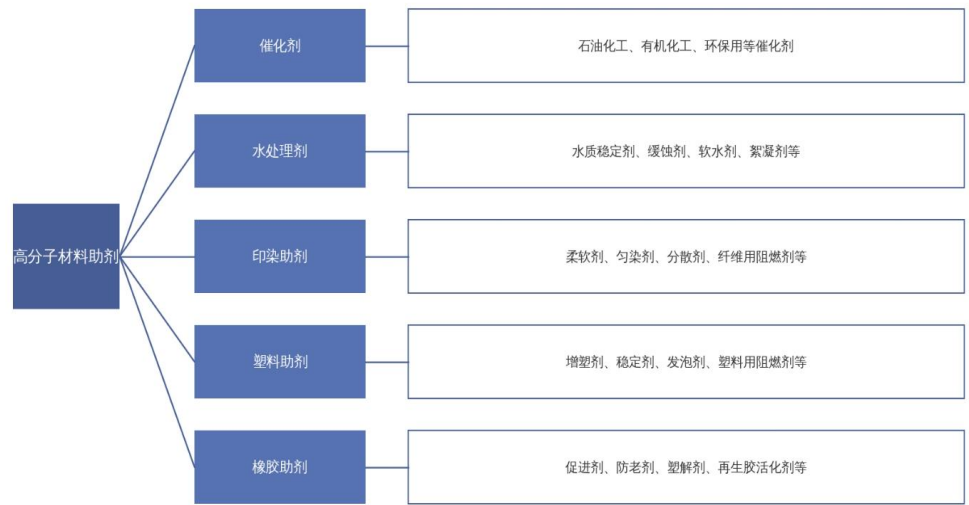 高分子材料助剂
催化剂
石油化工、有机化工、环保用等催化剂
水处理剂
水质稳定剂、缓蚀剂、软水剂、絮凝剂等
印染助剂
柔软剂、匀染剂、分散剂、纤维用阻燃剂等
塑料助剂
增塑剂、稳定剂、发泡剂、塑料用阻燃剂等
橡胶助剂
促进剂、防老剂、塑解剂、再生胶活化剂等